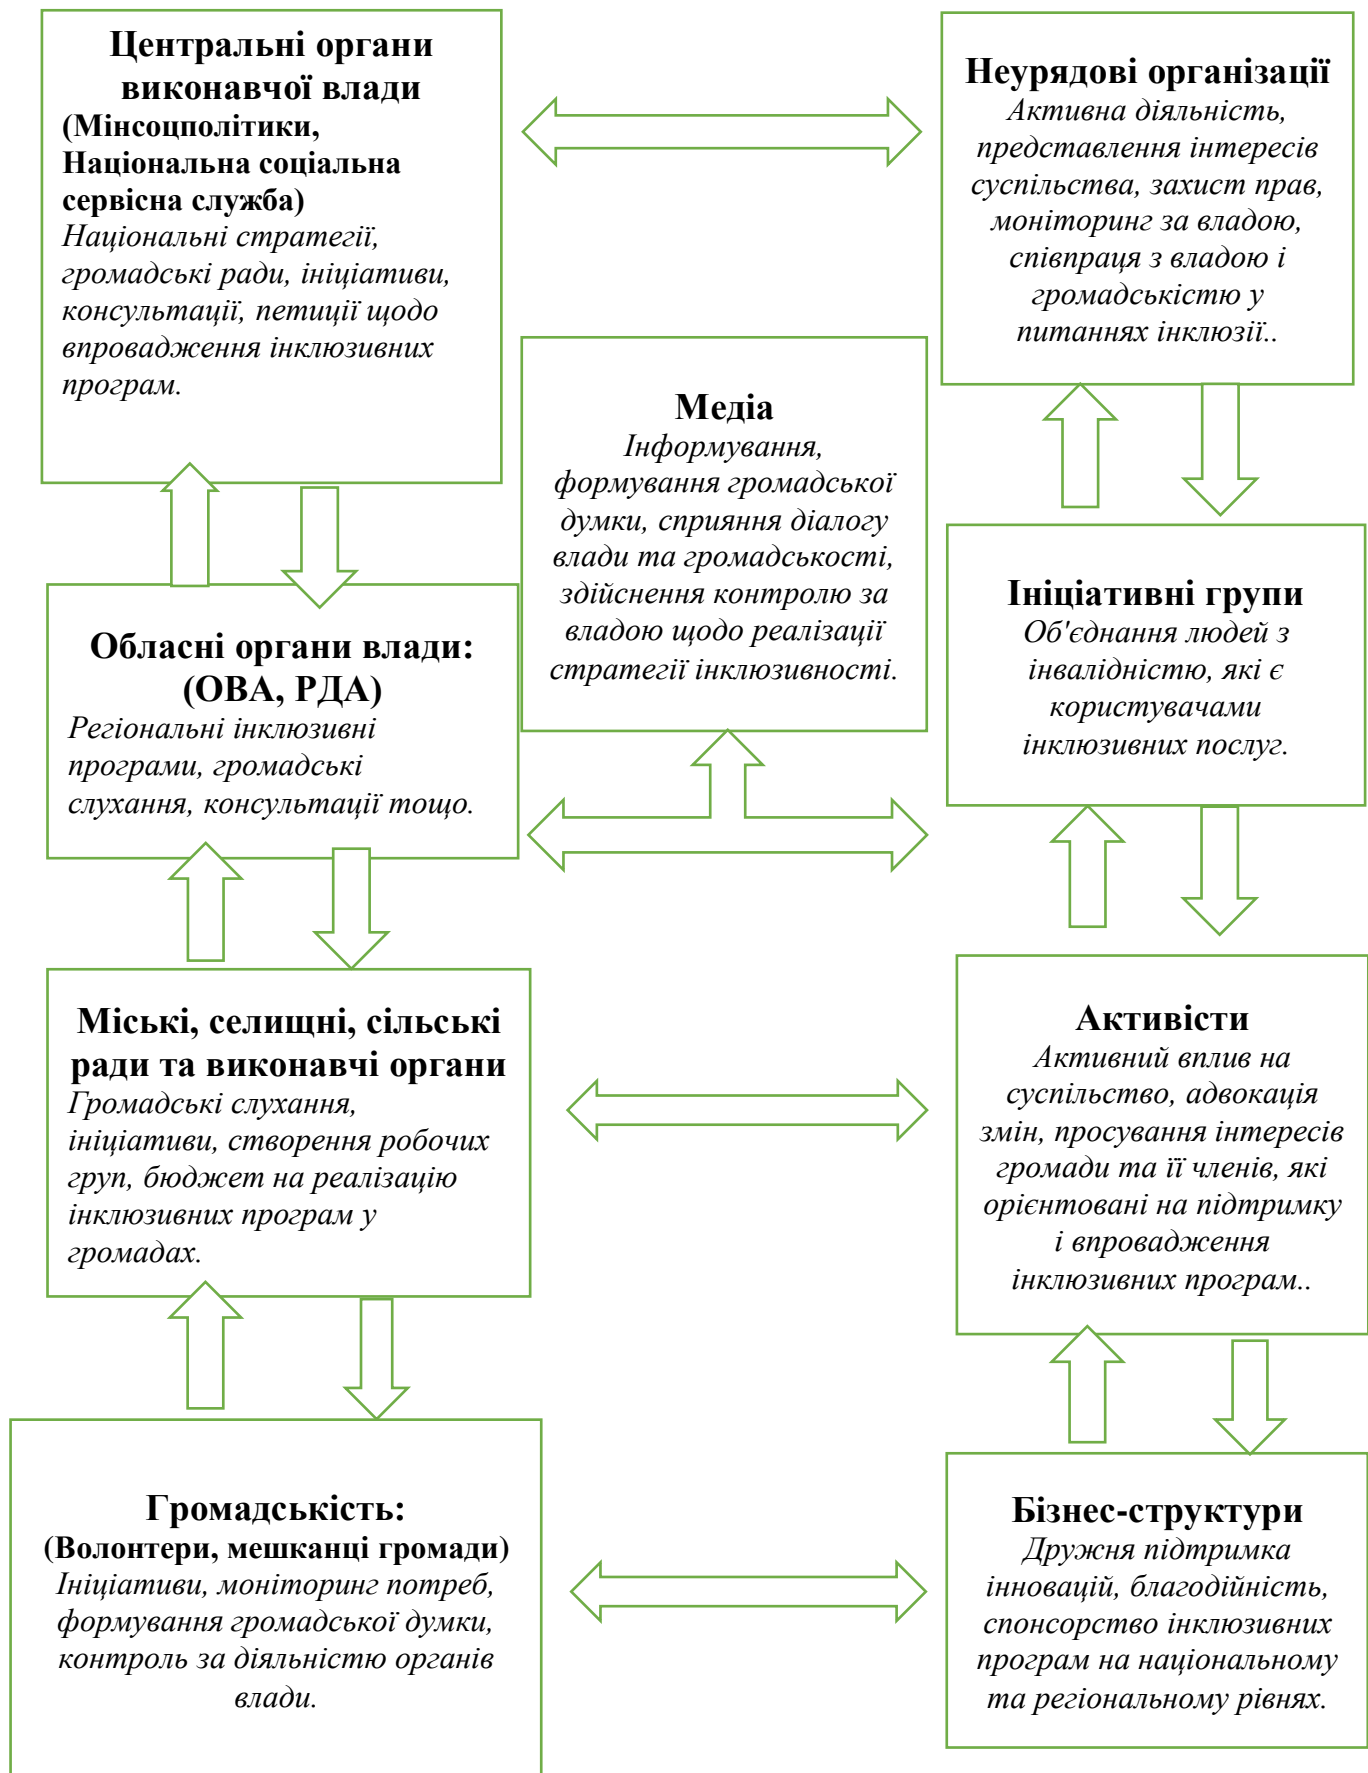 Центральні органи
виконавчої влади
(Мінсоцполітики,
Національна соціальна
сервісна служба)
Національні стратегії,
громадські ради, ініціативи,
консультації, петиції щодо
впровадження інклюзивних
програм.
Неурядові організації
Активна діяльність,
представлення інтересів
суспільства, захист прав,
моніторинг за владою,
співпраця з владою і
громадськістю у
питаннях інклюзії..
Медіа
Інформування,
формування громадської
думки, сприяння діалогу
влади та громадськості,
здійснення контролю за
владою щодо реалізації
стратегії інклюзивності.
Обласні органи влади:
(ОВА, РДА)
Регіональні інклюзивні
програми, громадські
слухання, консультації тощо.
Ініціативні групи
Об'єднання людей з
інвалідністю, які є
користувачами
інклюзивних послуг.
Міські, селищні, сільські
ради та виконавчі органи
Громадські слухання,
ініціативи, створення робочих
груп, бюджет на реалізацію
інклюзивних програм у
громадах.
Активісти
Активний вплив на
суспільство, адвокація
змін, просування інтересів
громади та її членів, які
орієнтовані на підтримку
і впровадження
інклюзивних програм..
Громадськість:
(Волонтери, мешканці громади)
Ініціативи, моніторинг потреб,
формування громадської думки,
контроль за діяльністю органів
влади.
Бізнес-структури
Дружня підтримка
інновацій, благодійність,
спонсорство інклюзивних
програм на національному
та регіональному рівнях.